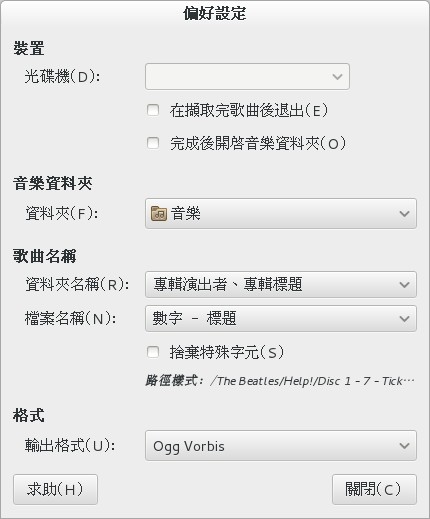 偏好設定
裝置
光碟機(D):
在擷取完歌曲後退出(E)
完成後開啓音樂資料夾(O)
音樂資料夾
資料夾(F):
音樂
歌曲名稱
資料夾名稱(R):
專輯演出者、專輯標題
檔案名稱(N):
數字 - 標題
捨棄特殊字元(S)
路徑樣式: /The Beatles/Help!/Disc 1 - 7 - Tick…
格式
輸出格式(U):
Ogg Vorbis
求助(H)
關閉(C)